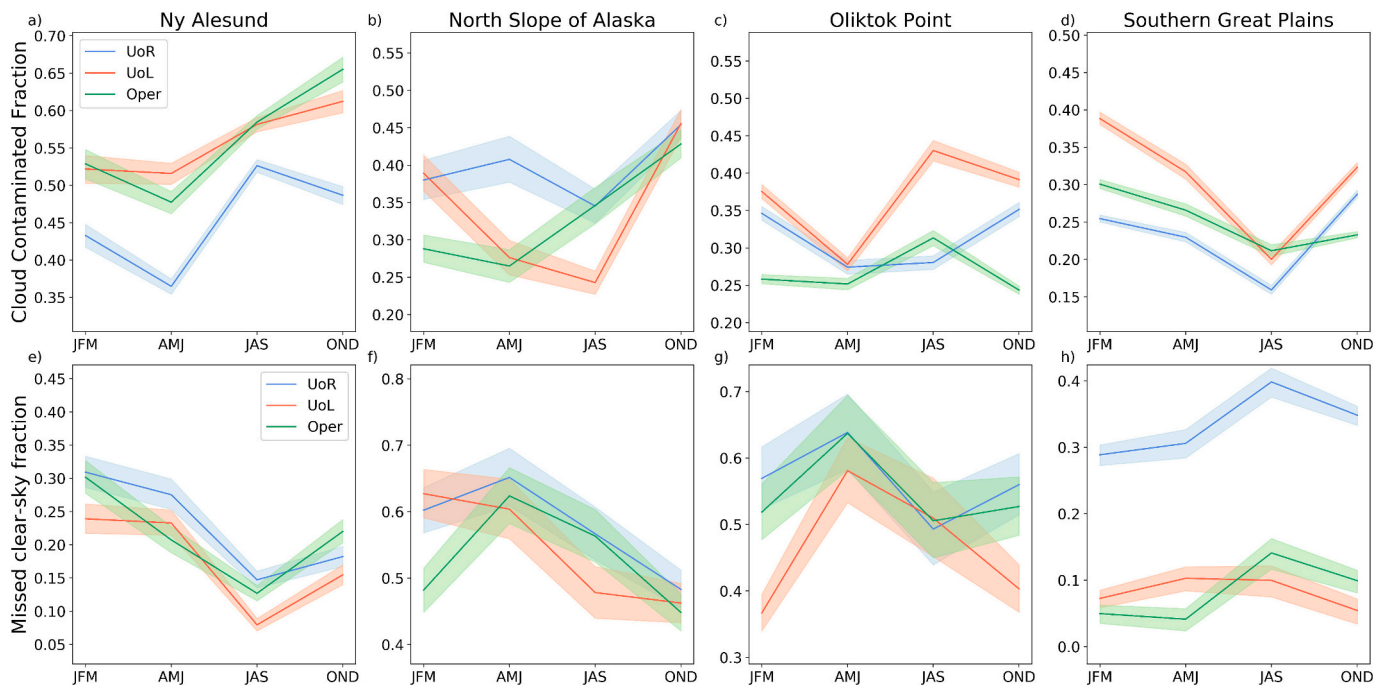 a) Ny Alesund
b) North Slope of Alaska
c) Oliktok Point
d) Southern Great Plains
Cloud Contaminated Fraction
0.70
0.65
0.60
0.55
0.50
0.45
0.40
0.35
UoR
UoL
Oper
JFM AMJ JAS OND
0.55
0.50
0.45
0.40
0.35
0.30
0.25
0.20
JFM AMJ JAS OND
0.55
0.50
0.45
0.40
0.35
0.30
0.25
0.20
JFM AMJ JAS OND
0.50
0.45
0.40
0.35
0.30
0.25
0.20
0.15
JFM AMJ JAS OND
e)
Missed clear-sky fraction
0.45
0.40
0.35
0.30
0.25
0.20
0.15
0.10
0.05
UoR
UoL
Oper
JFM AMJ JAS OND
f)
0.8
0.7
0.6
0.5
0.4
JFM AMJ JAS OND
g)
0.7
0.6
0.5
0.4
0.3
JFM AMJ JAS OND
h)
0.4
0.3
0.2
0.1
0.0
JFM AMJ JAS OND